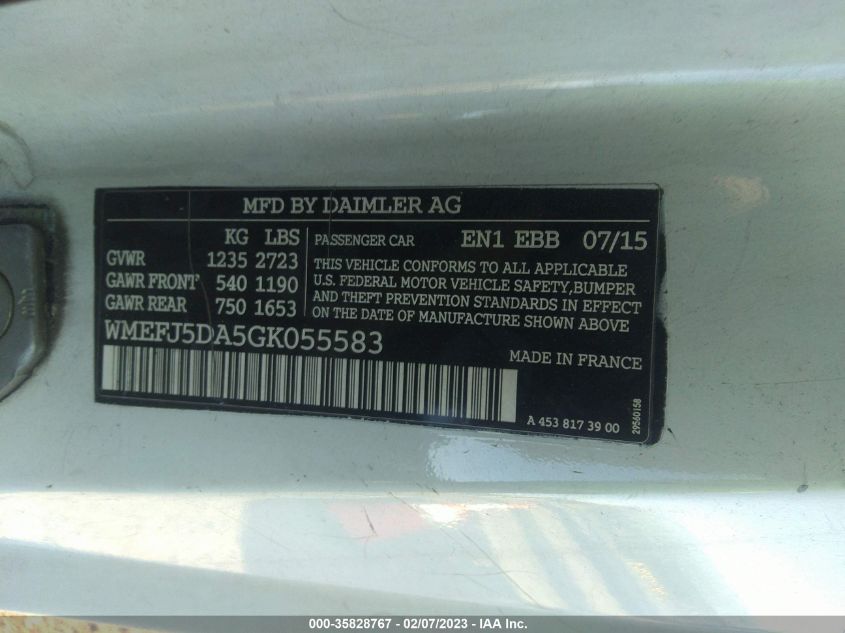 MFD BY DAIMLER AG
KG LBS
GVWR 1235 2723
GAWR FRONT 540 1190
GAWR REAR 750 1653
PASSENGER CAR EN1 EBB 07/15
THIS VEHICLE CONFORMS TO ALL APPLICABLE
U.S. FEDERAL MOTOR VEHICLE SAFETY, BUMPER
AND THEFT PREVENTION STANDARDS IN EFFECT
ON THE DATE OF MANUFACTURE SHOWN ABOVE
WMEFJ5DA5GK055583
MADE IN FRANCE
A 453 817 39 00
29560158
000-35828767 - 02/07/2023 - IAA Inc.